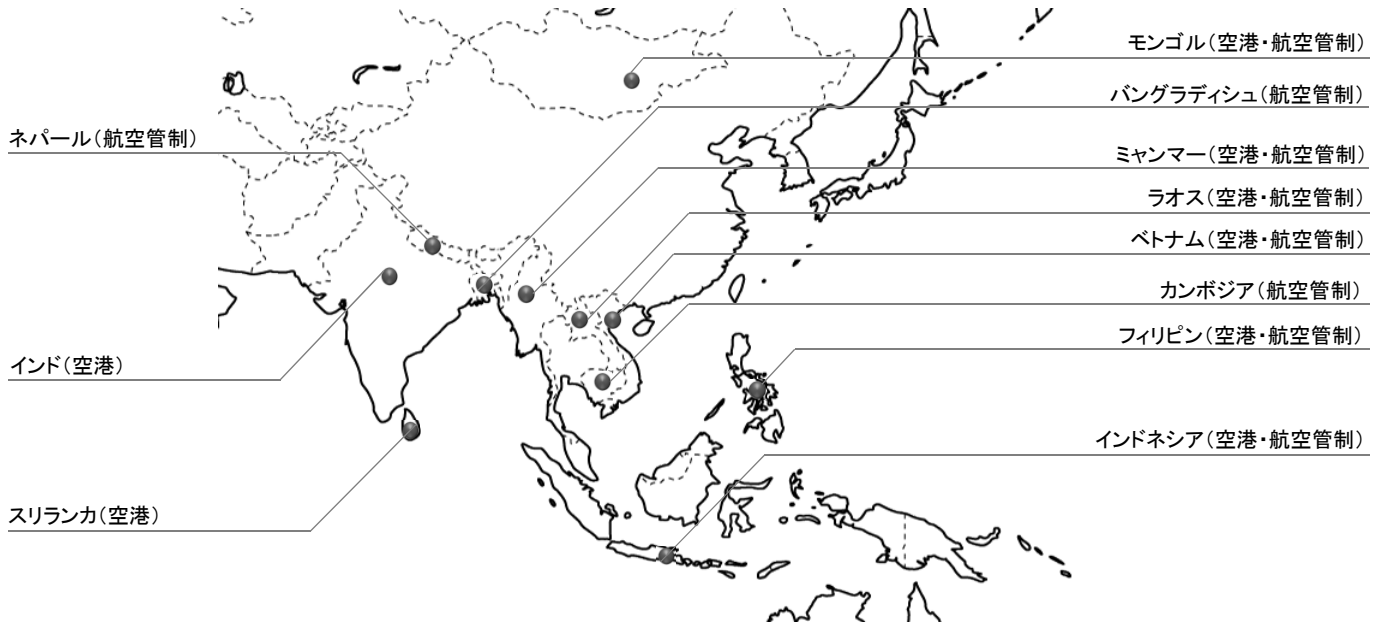 モンゴル（空港・航空管制）
バングラディシュ（航空管制）
ネパール（航空管制）
ミャンマー（空港・航空管制）
ラオス（空港・航空管制）
ベトナム（空港・航空管制）
カンボジア（航空管制）
フィリピン（空港・航空管制）
インド（空港）
インドネシア（空港・航空管制）
スリランカ（空港）